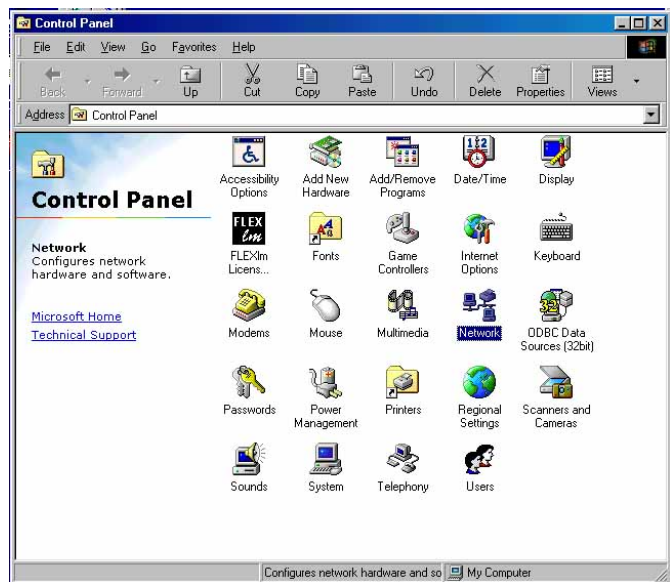 Control Panel
File Edit View Go Favorites Help
Back Forward Up Cut Copy Paste Undo Delete Properties Views
Address Control Panel
Control Panel
Network
Configures network
hardware and software.
Microsoft Home
Technical Support
Accessibility
Options
Add New
Hardware
Add/Remove
Programs
Date/Time
Display
FLEX
lm
FLEXlm
Licens...
Fonts
Game
Controllers
Internet
Options
Keyboard
Modems
Mouse
Multimedia
Network
32
ODBC Data
Sources (32bit)
Passwords
Power
Management
Printers
Regional
Settings
Scanners and
Cameras
Sounds
System
Telephony
Users
Configures network hardware and so
My Computer